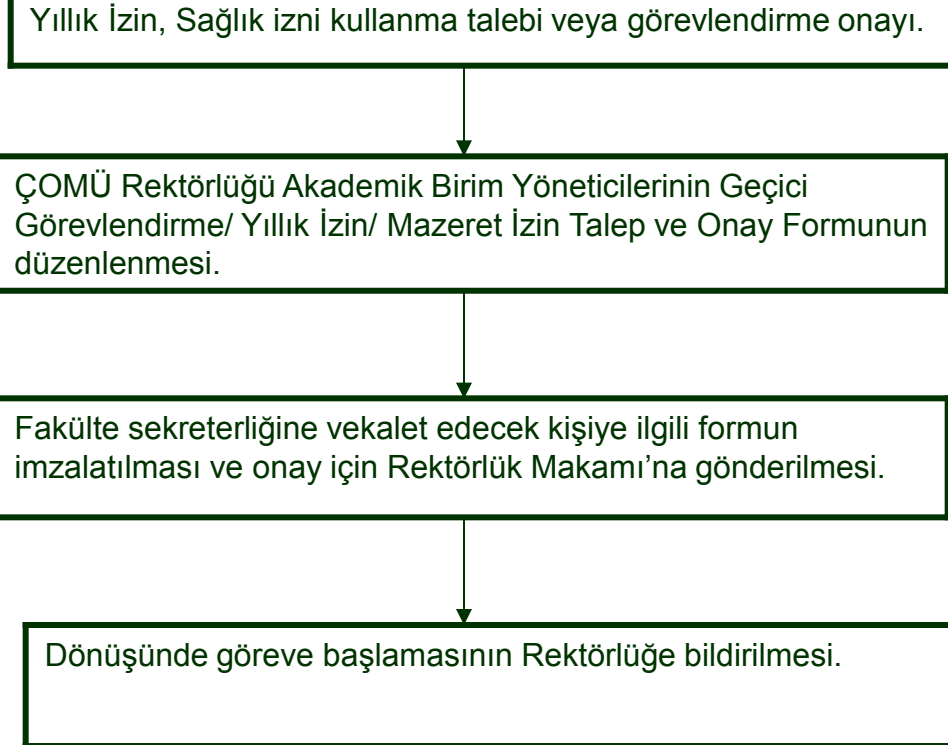 Yıllık İzin, Sağlık izni kullanma talebi veya görevlendirme onayı.
ÇOMÜ Rektörlüğü Akademik Birim Yöneticilerinin Geçici
Görevlendirme/ Yıllık İzin/ Mazeret İzin Talep ve Onay Formunun
düzenlenmesi.
Fakülte sekreterliğine vekalet edecek kişiye ilgili formun
imzalatılması ve onay için Rektörlük Makamı’na gönderilmesi.
Dönüşünde göreve başlamasının Rektörlüğe bildirilmesi.